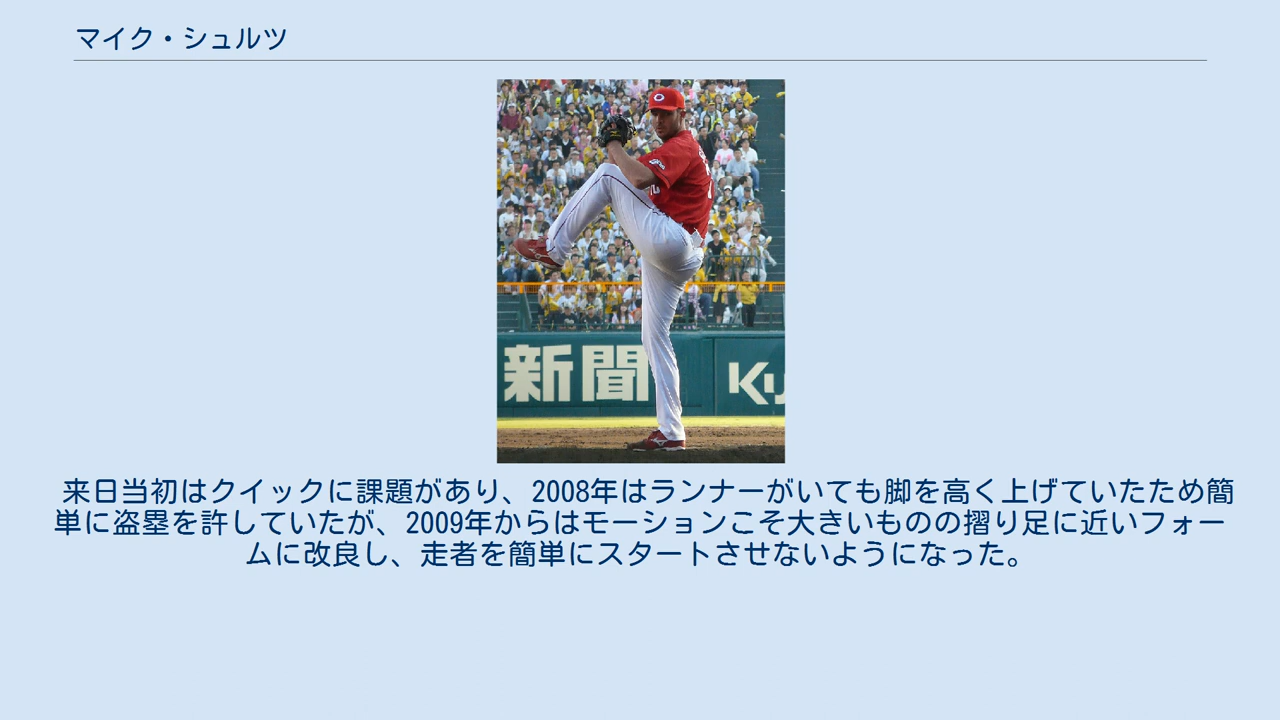 マイク・シュルツ
新聞
Ku
来日当初はクイックに課題があり、2008年はランナーがいても脚を高く上げていたため簡
単に盗塁を許していたが、2009年からはモーションこそ大きいものの摺り足に近いフォー
ムに改良し、走者を簡単にスタートさせないようになった。